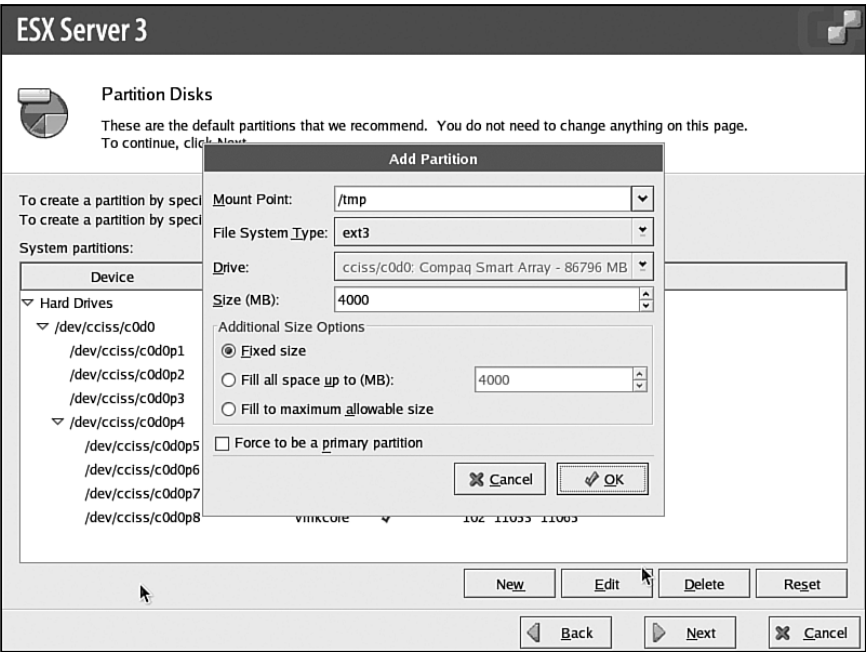 ESX Server 3
Partition Disks
These are the default partitions that we recommend. You do not need to change anything on this page.
To continue, click Next
Add Partition
To create a partition by speci
To create a partition by speci
System partitions:
Device
Hard Drives
/dev/cciss/c0d0
/dev/cciss/c0d0p1
/dev/cciss/c0d0p2
/dev/cciss/c0d0p3
/dev/cciss/c0d0p4
/dev/cciss/c0d0p5
/dev/cciss/c0d0p6
/dev/cciss/c0d0p7
/dev/cciss/c0d0p8 vmkcore 102 11053 11065
Mount Point: /tmp
File System Type: ext3
Drive: cciss/c0d0: Compaq Smart Array - 86796 MB
Size (MB): 4000
Additional Size Options
Fixed size
Fill all space up to (MB): 4000
Fill to maximum allowable size
Force to be a primary partition
Cancel OK
New Edit Delete Reset
Back Next Cancel